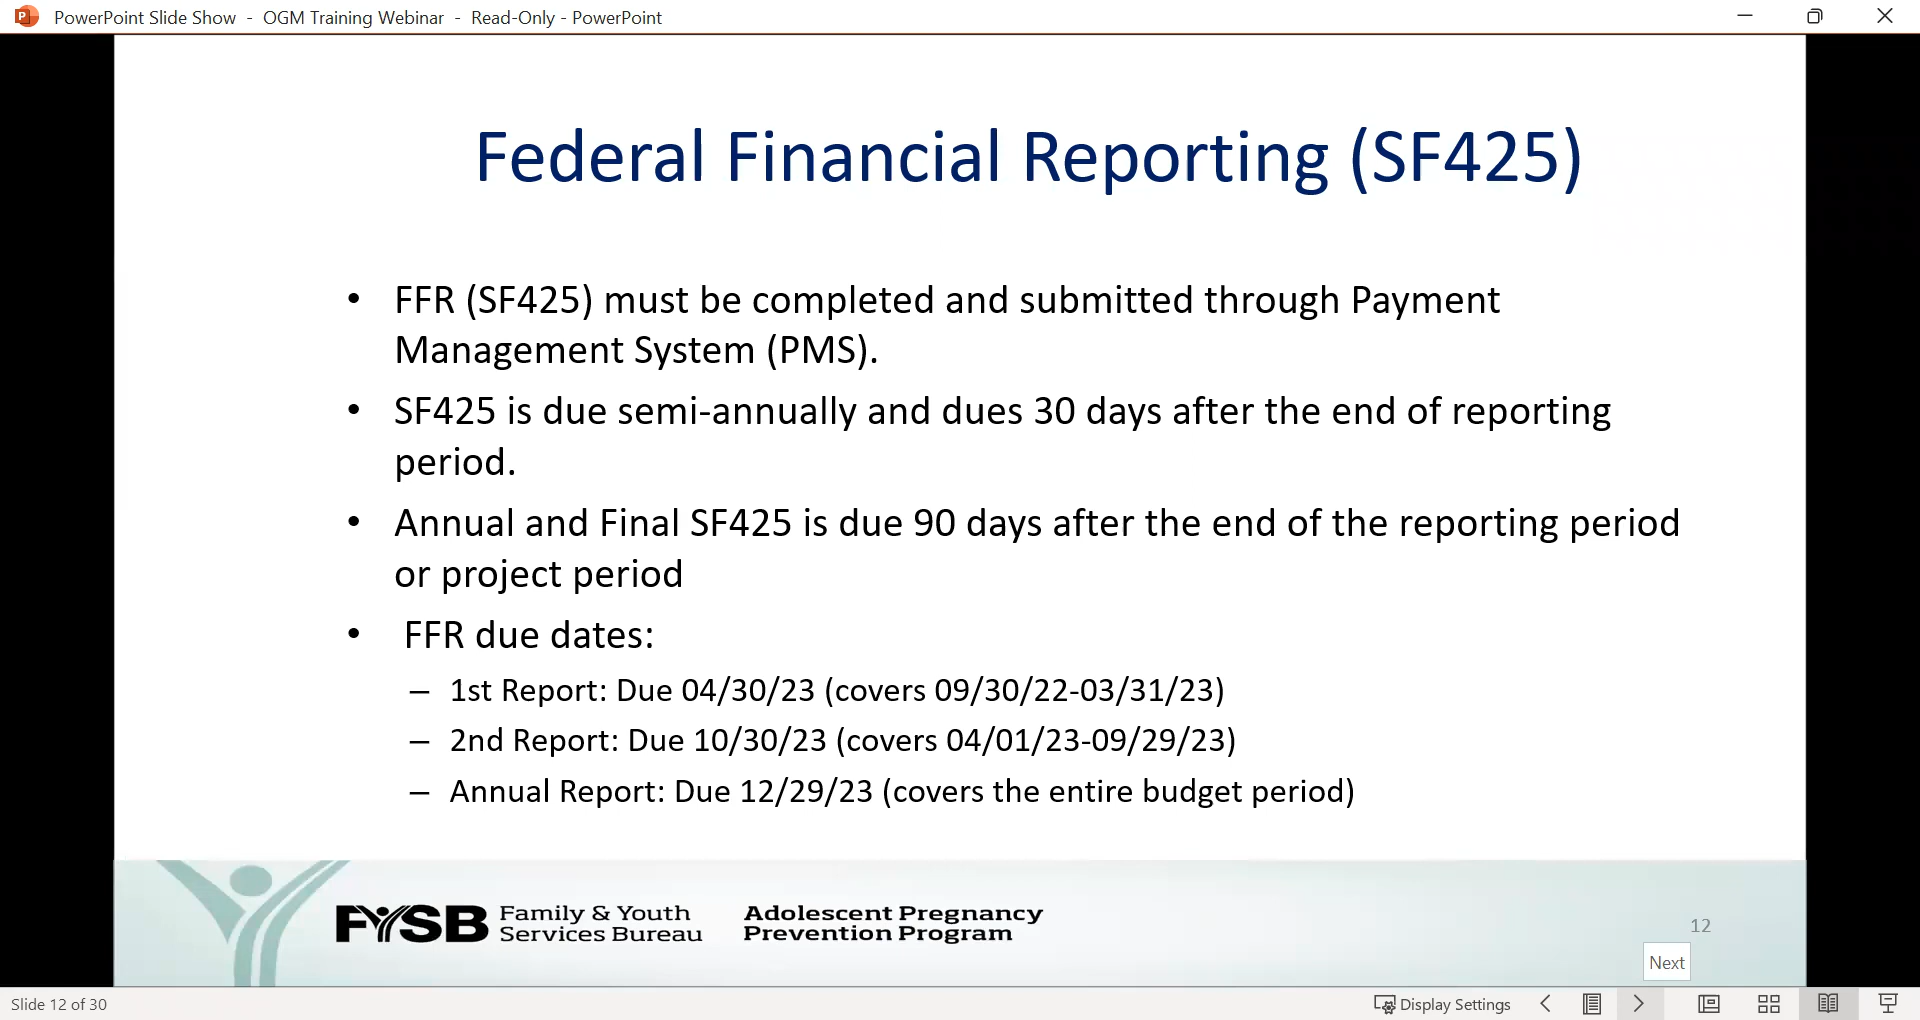 PowerPoint Slide Show - OGM Training Webinar - Read-Only - PowerPoint
Federal Financial Reporting (SF425)
• FFR (SF425) must be completed and submitted through Payment
Management System (PMS).
• SF425 is due semi-annually and dues 30 days after the end of reporting
period.
• Annual and Final SF425 is due 90 days after the end of the reporting period
or project period
• FFR due dates:
– 1st Report: Due 04/30/23 (covers 09/30/22-03/31/23)
– 2nd Report: Due 10/30/23 (covers 04/01/23-09/29/23)
– Annual Report: Due 12/29/23 (covers the entire budget period)
FYSB Family & Youth
Services Bureau
Adolescent Pregnancy
Prevention Program
12
Next
Slide 12 of 30
Display Settings